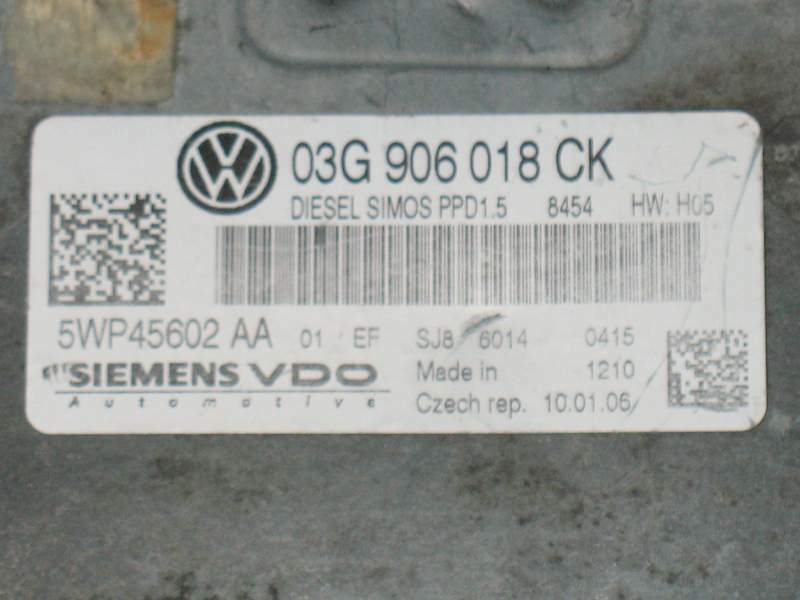 03G 906 018 CK
DIESEL SIMOS PPD1.5 8454 HW: H05
5WP45602 AA 01 EF SJ8 6014 0415
SIEMENS VDO Made in 1210
Automotive Czech rep. 10.01.06